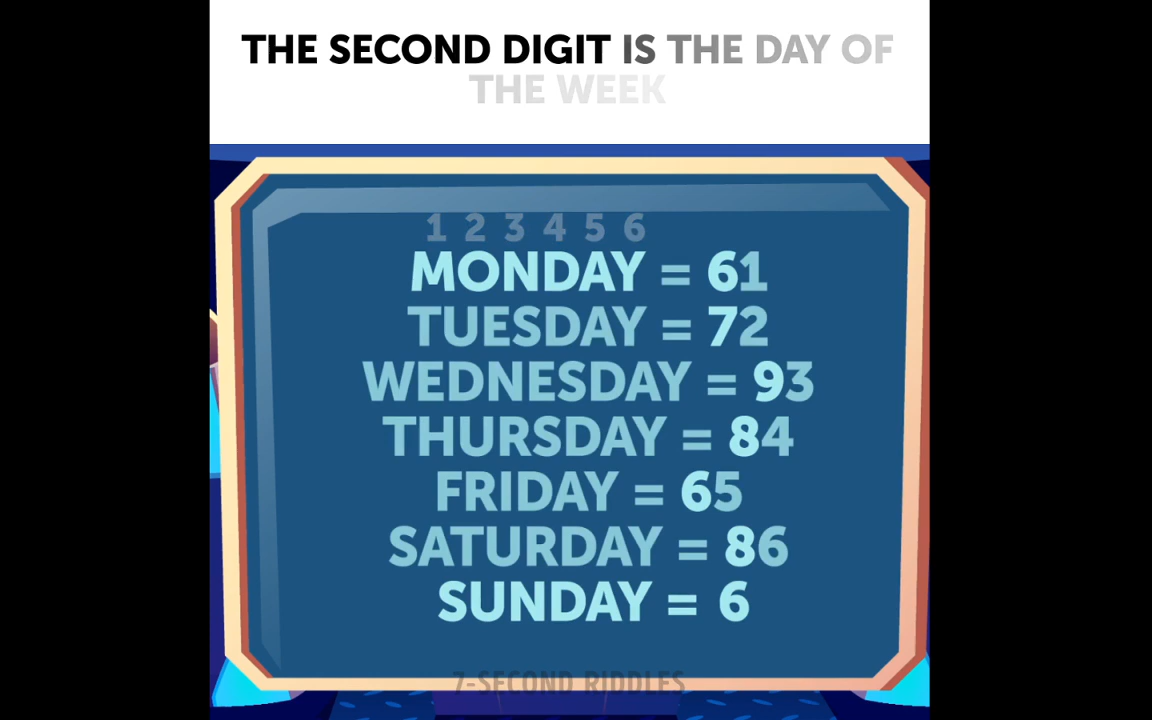 THE SECOND DIGIT IS THE DAY OF
THE WEEK
1 2 3 4 5 6
MONDAY = 61
TUESDAY = 72
WEDNESDAY = 93
THURSDAY = 84
FRIDAY = 65
SATURDAY = 86
SUNDAY = 6
7-SECOND RIDDLES